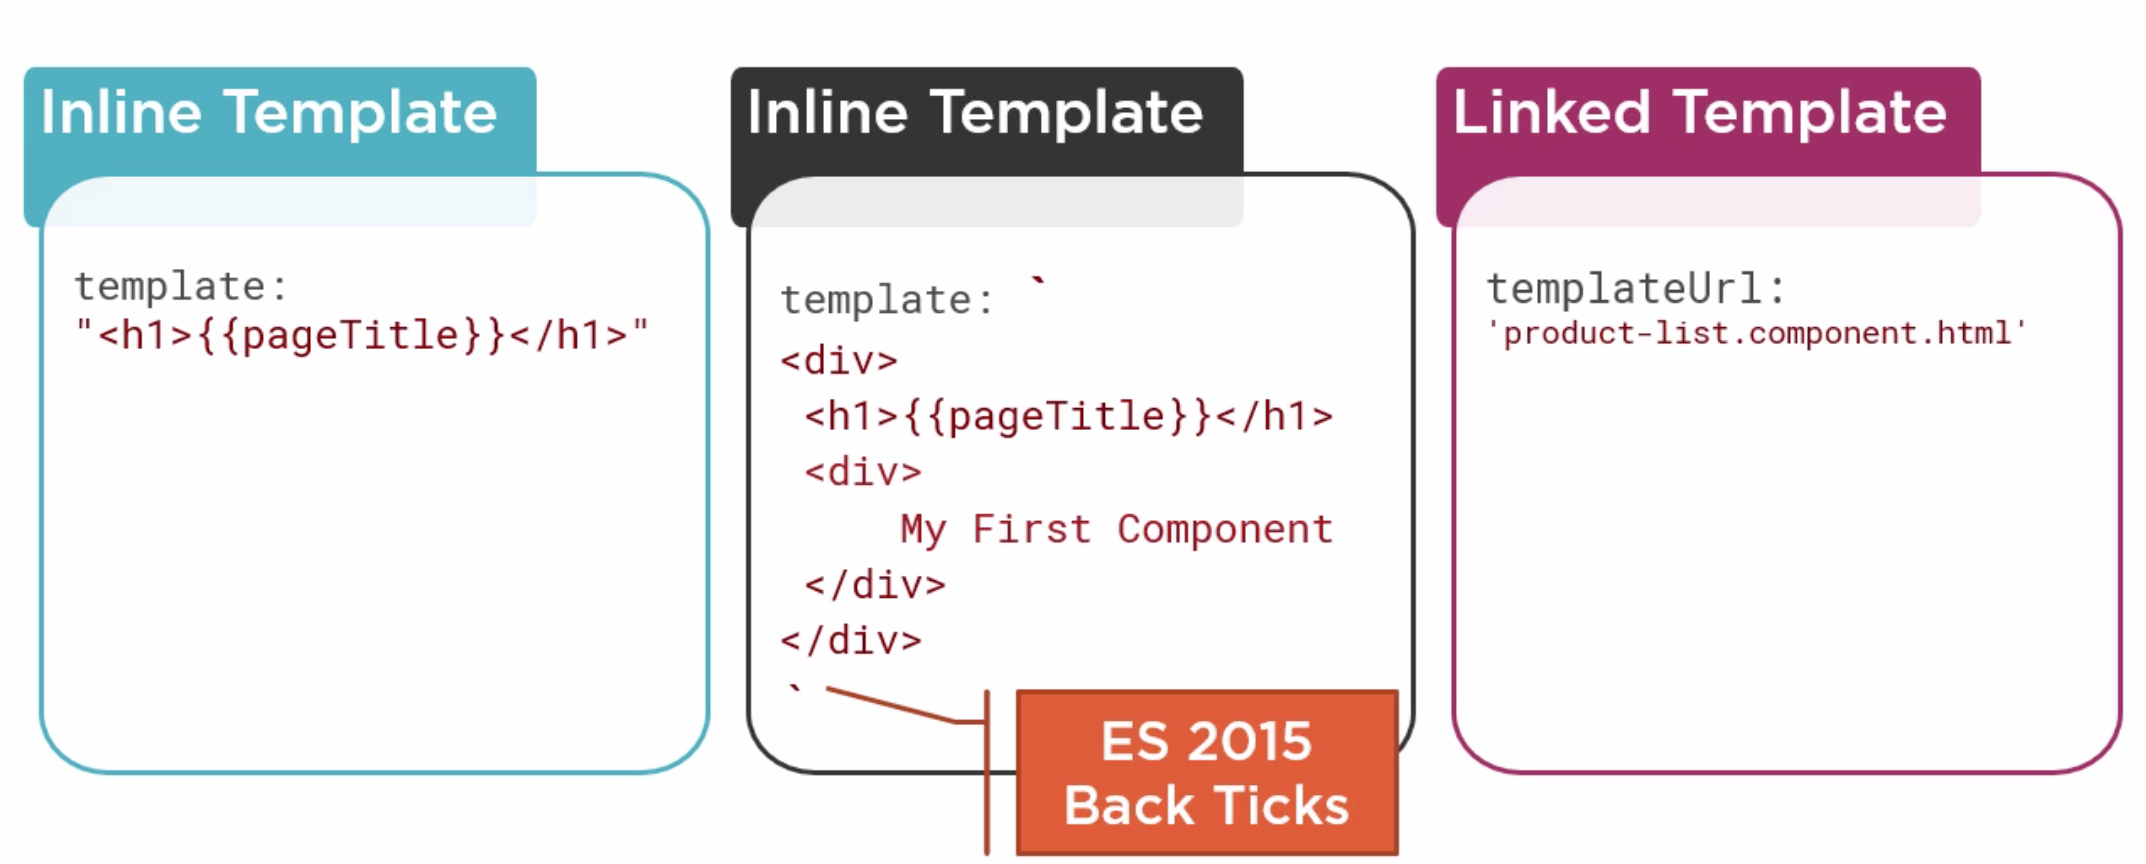 Inline Template
template:
"<h1>{{pageTitle}}</h1>"
Inline Template
template: `
<div>
<h1>{{pageTitle}}</h1>
<div>
My First Component
</div>
</div>
`
ES 2015
Back Ticks
Linked Template
templateUrl:
'product-list.component.html'